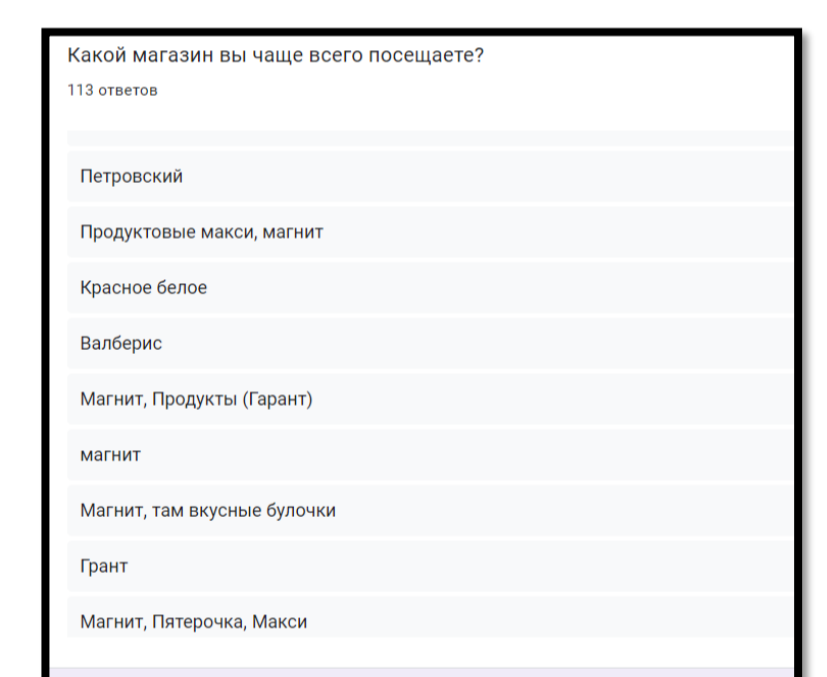 Какой магазин вы чаще всего посещаете?
113 ответов
Петровский
Продуктовые макси, магнит
Красное белое
Валберис
Магнит, Продукты (Гарант)
магнит
Магнит, там вкусные булочки
Грант
Магнит, Пятерочка, Макси